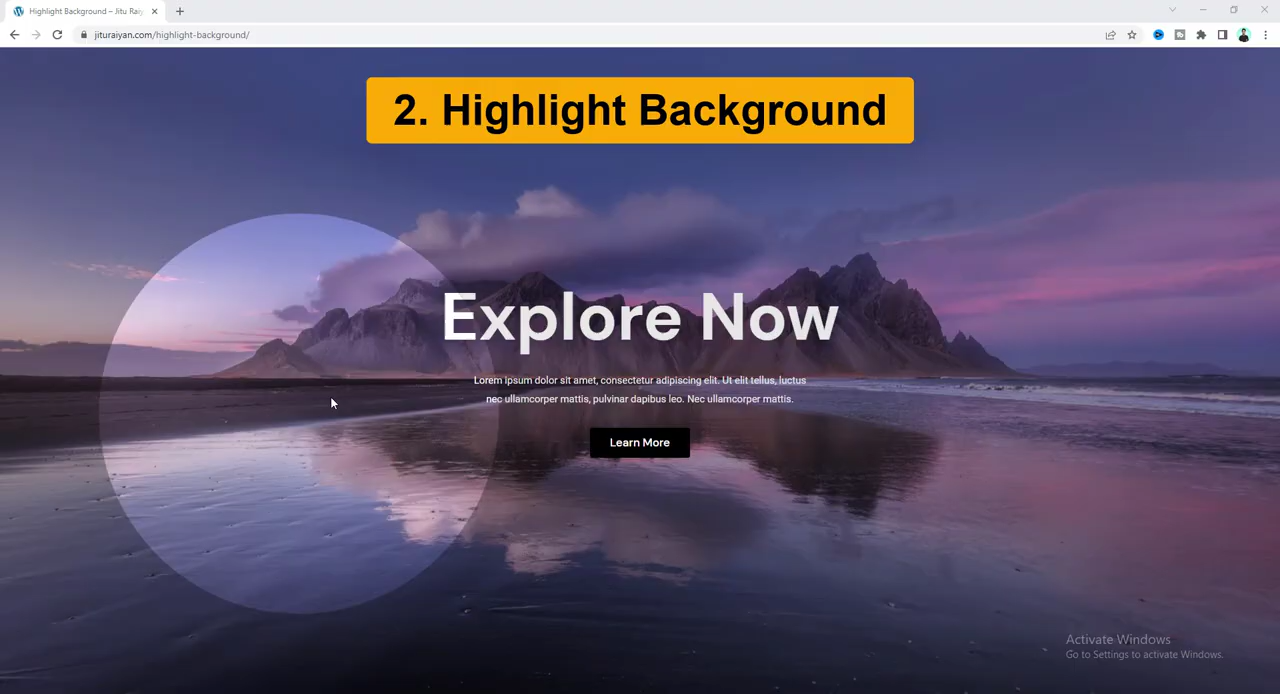 Highlight Background – Jitu Raiy
jituraiyan.com/highlight-background/
2. Highlight Background
Explore Now
Lorem ipsum dolor sit amet, consectetur adipiscing elit. Ut elit tellus, luctus
nec ullamcorper mattis, pulvinar dapibus leo. Nec ullamcorper mattis.
Learn More
Activate Windows
Go to Settings to activate Windows.